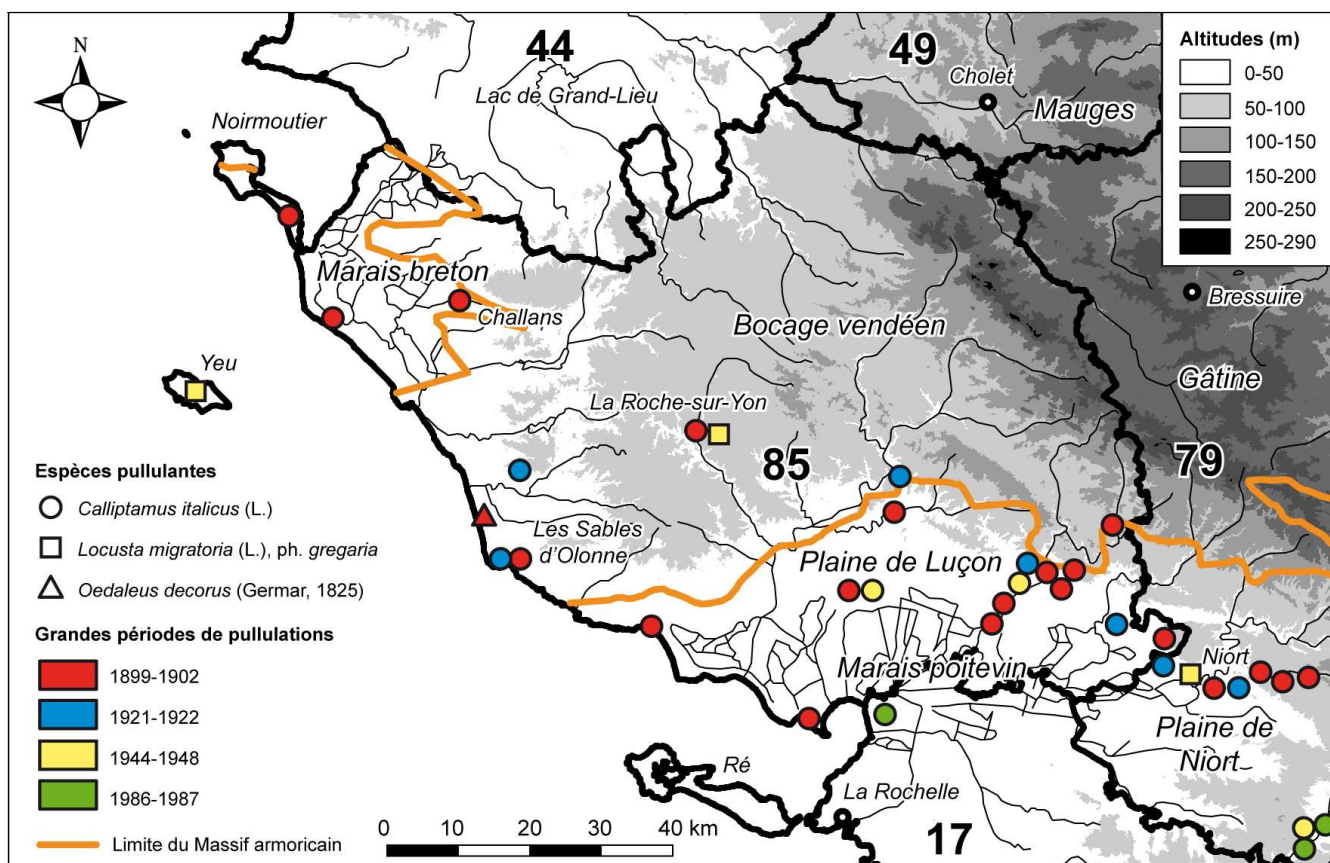 N
44
49
Cholet
Mauges
Lac de Grand-Lieu
Noirmoutier
Altitudes (m)
0-50
50-100
100-150
150-200
200-250
250-290
Marais breton
Challans
Bocage vendéen
Bressuire
Gâtine
Yeu
La Roche-sur-Yon
85
79
Les Sables
d'Olonne
Plaine de Luçon
Marais poitevin
Niort
Plaine de
Niort
Ré
La Rochelle
17
Espèces pullulantes
Calliptamus italicus (L.)
Locusta migratoria (L.), ph. gregaria
Oedaleus decorus (Germar, 1825)
Grandes périodes de pullulations
1899-1902
1921-1922
1944-1948
1986-1987
Limite du Massif armoricain
0 10 20 30 40 km